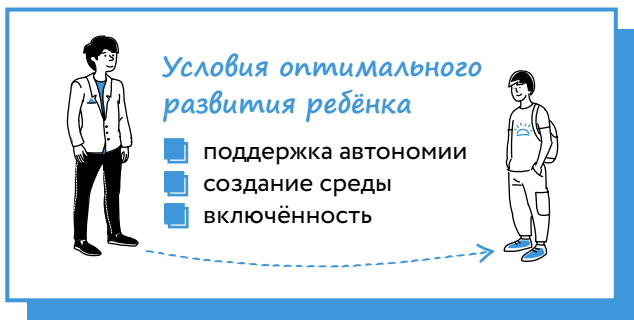 Условия оптимального
развития ребёнка
поддержка автономии
создание среды
включённость